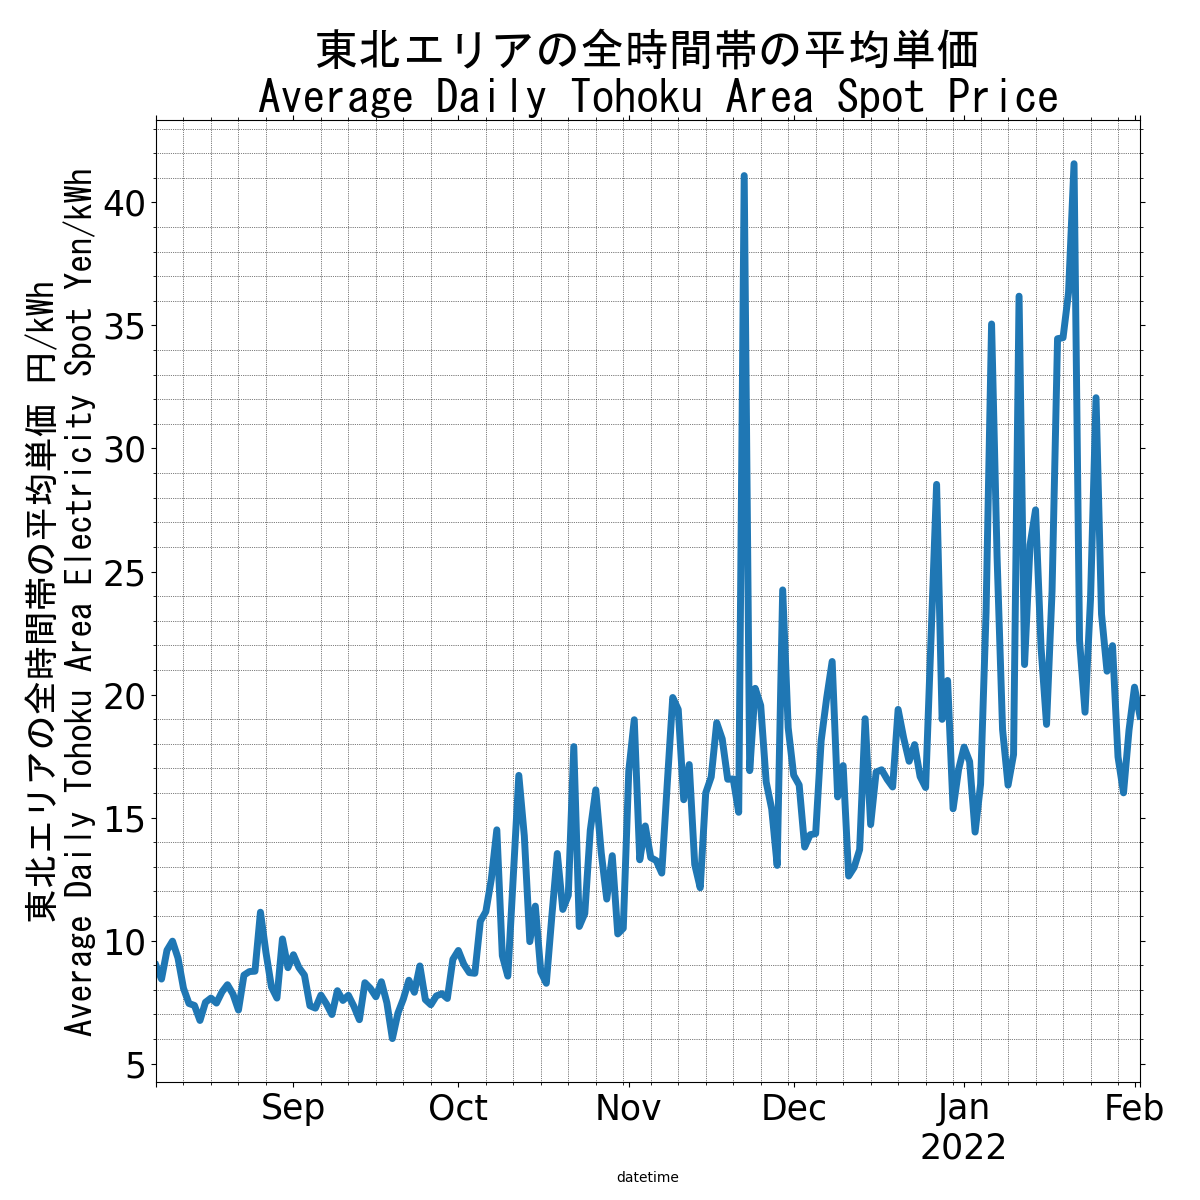 東北エリアの全時間帯の平均単価
Average Daily Tohoku Area Spot Price
東北エリアの全時間帯の平均単価 円/kWh
Average Daily Tohoku Area Electricity Spot Yen/kWh
40
35
30
25
20
15
10
5
Sep
Oct
Nov
Dec
Jan
2022
Feb
datetime